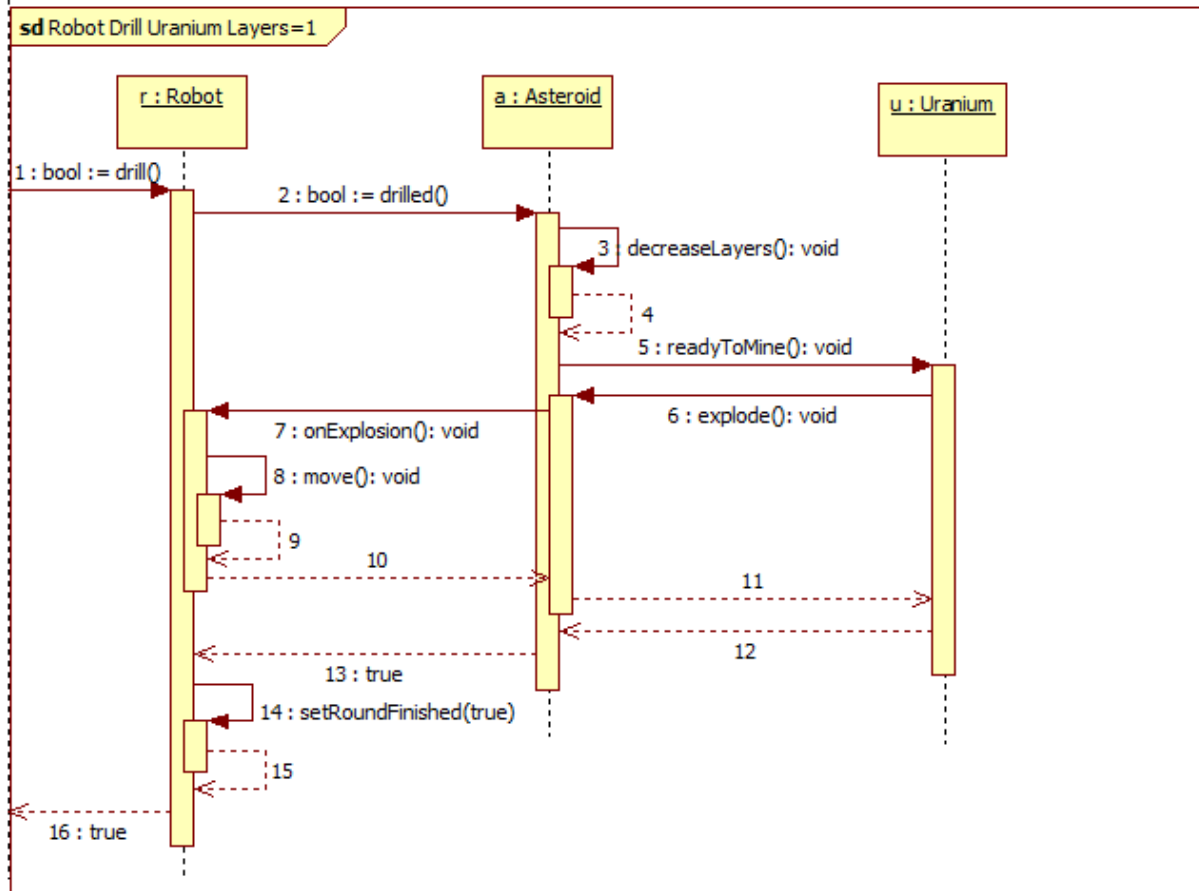 sd Robot Drill Uranium Layers=1
r : Robot
a : Asteroid
u : Uranium
1 : bool := drill()
2 : bool := drilled()
3 : decreaseLayers(): void
4
5 : readyToMine(): void
6 : explode(): void
7 : onExplosion(): void
8 : move(): void
9
10
11
12
13 : true
14 : setRoundFinished(true)
15
16 : true